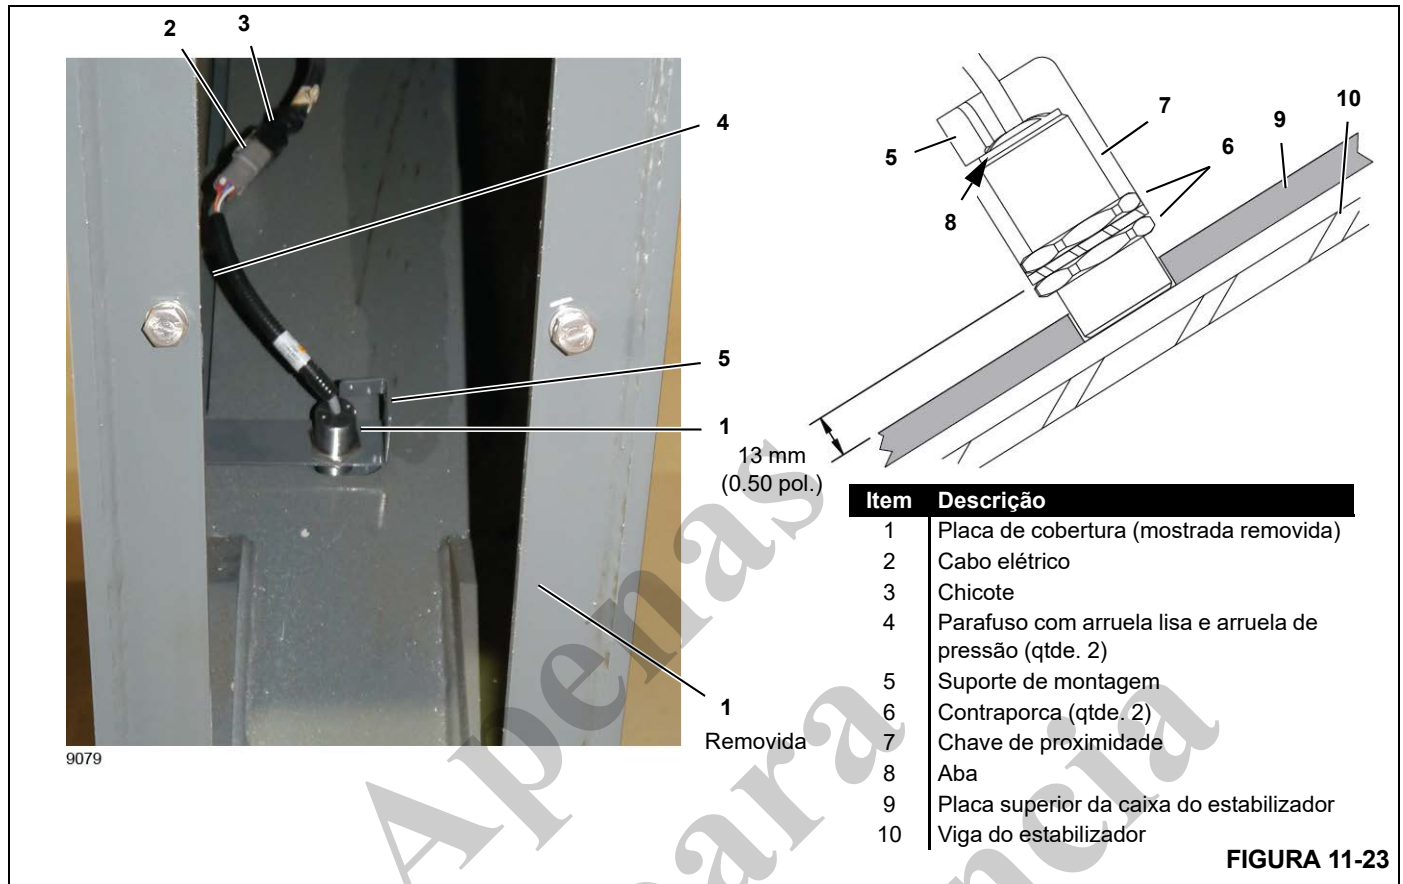 2
3
4
5
1
1
Removida
9079
5
8
7
6
9
10
13 mm
(0.50 pol.)
Item Descrição
1 Placa de cobertura (mostrada removida)
2 Cabo elétrico
3 Chicote
4 Parafuso com arruela lisa e arruela de
pressão (qtde. 2)
5 Suporte de montagem
6 Contraporca (qtde. 2)
7 Chave de proximidade
8 Aba
9 Placa superior da caixa do estabilizador
10 Viga do estabilizador
FIGURA 11-23
Apenas